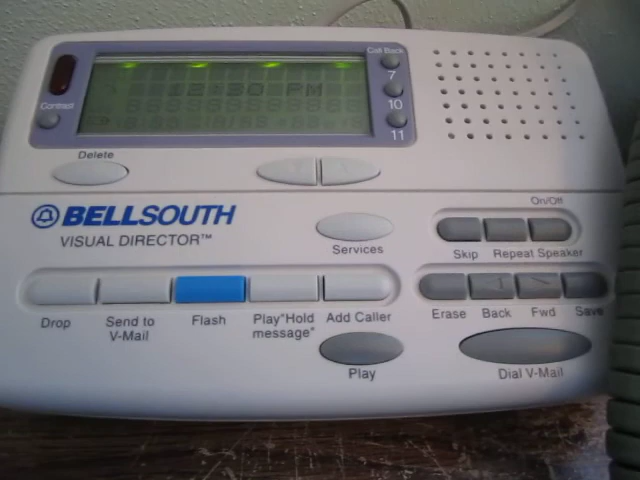 Call Back
7
12:30 PM
Contrast
10
11
Delete
On/Off
BELLSOUTH
VISUAL DIRECTOR™
Services
Skip Repeat Speaker
Drop
Send to
V-Mail
Flash
Play"Hold
message"
Add Caller
Erase Back Fwd Save
Play
Dial V-Mail